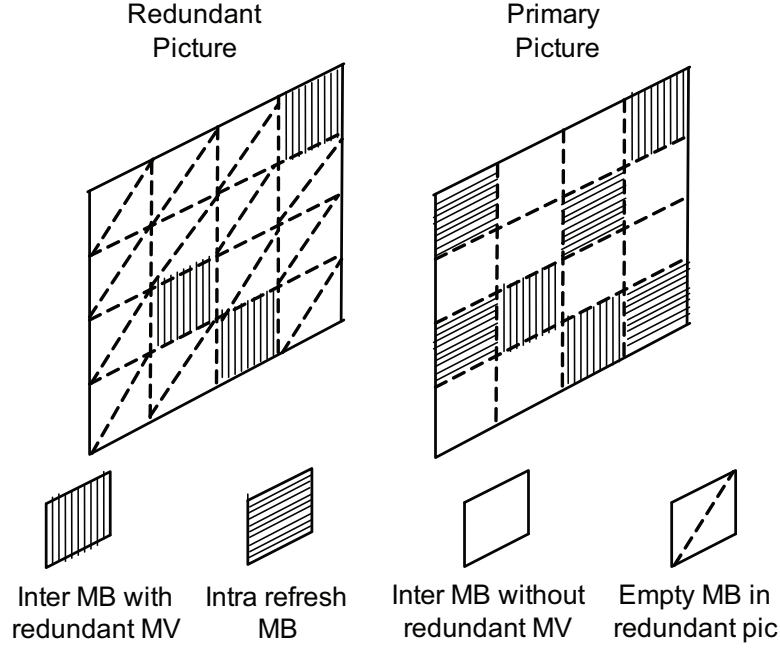 Redundant
Picture
Primary
Picture
Inter MB with
redundant MV
Intra refresh
MB
Inter MB without
redundant MV
Empty MB in
redundant pic